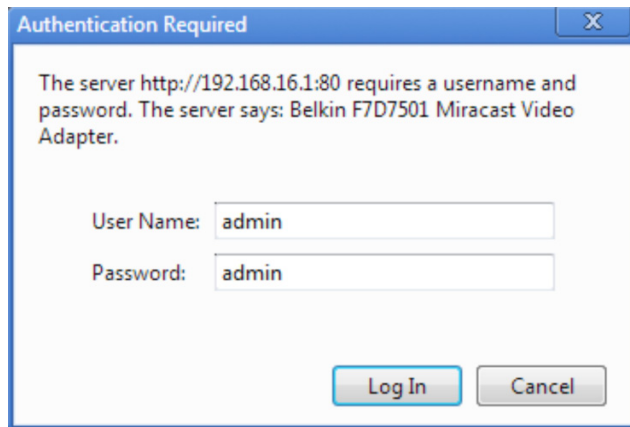 Authentication Required
X
The server http://192.168.16.1:80 requires a username and
password. The server says: Belkin F7D7501 Miracast Video
Adapter.
User Name: admin
Password: admin
Log In Cancel